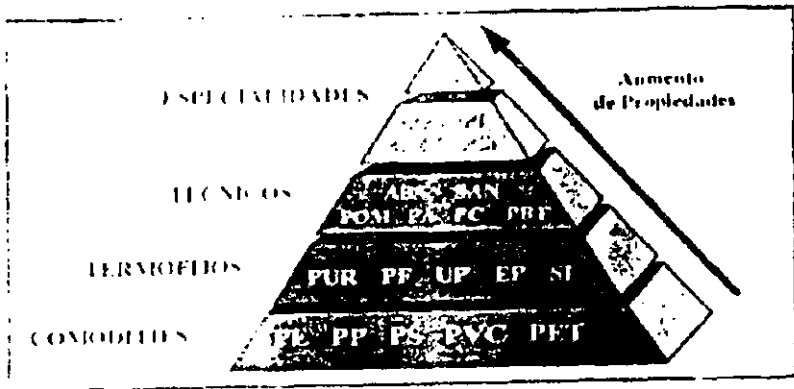 ESPECIALIDADES
Aumento
de Propiedades
TECNICOS
ABS SAN
POM PA PC PBT
TERMOFIJOS
PUR PF UP EP SI
COMODITIES
PE PP PS PVC PET